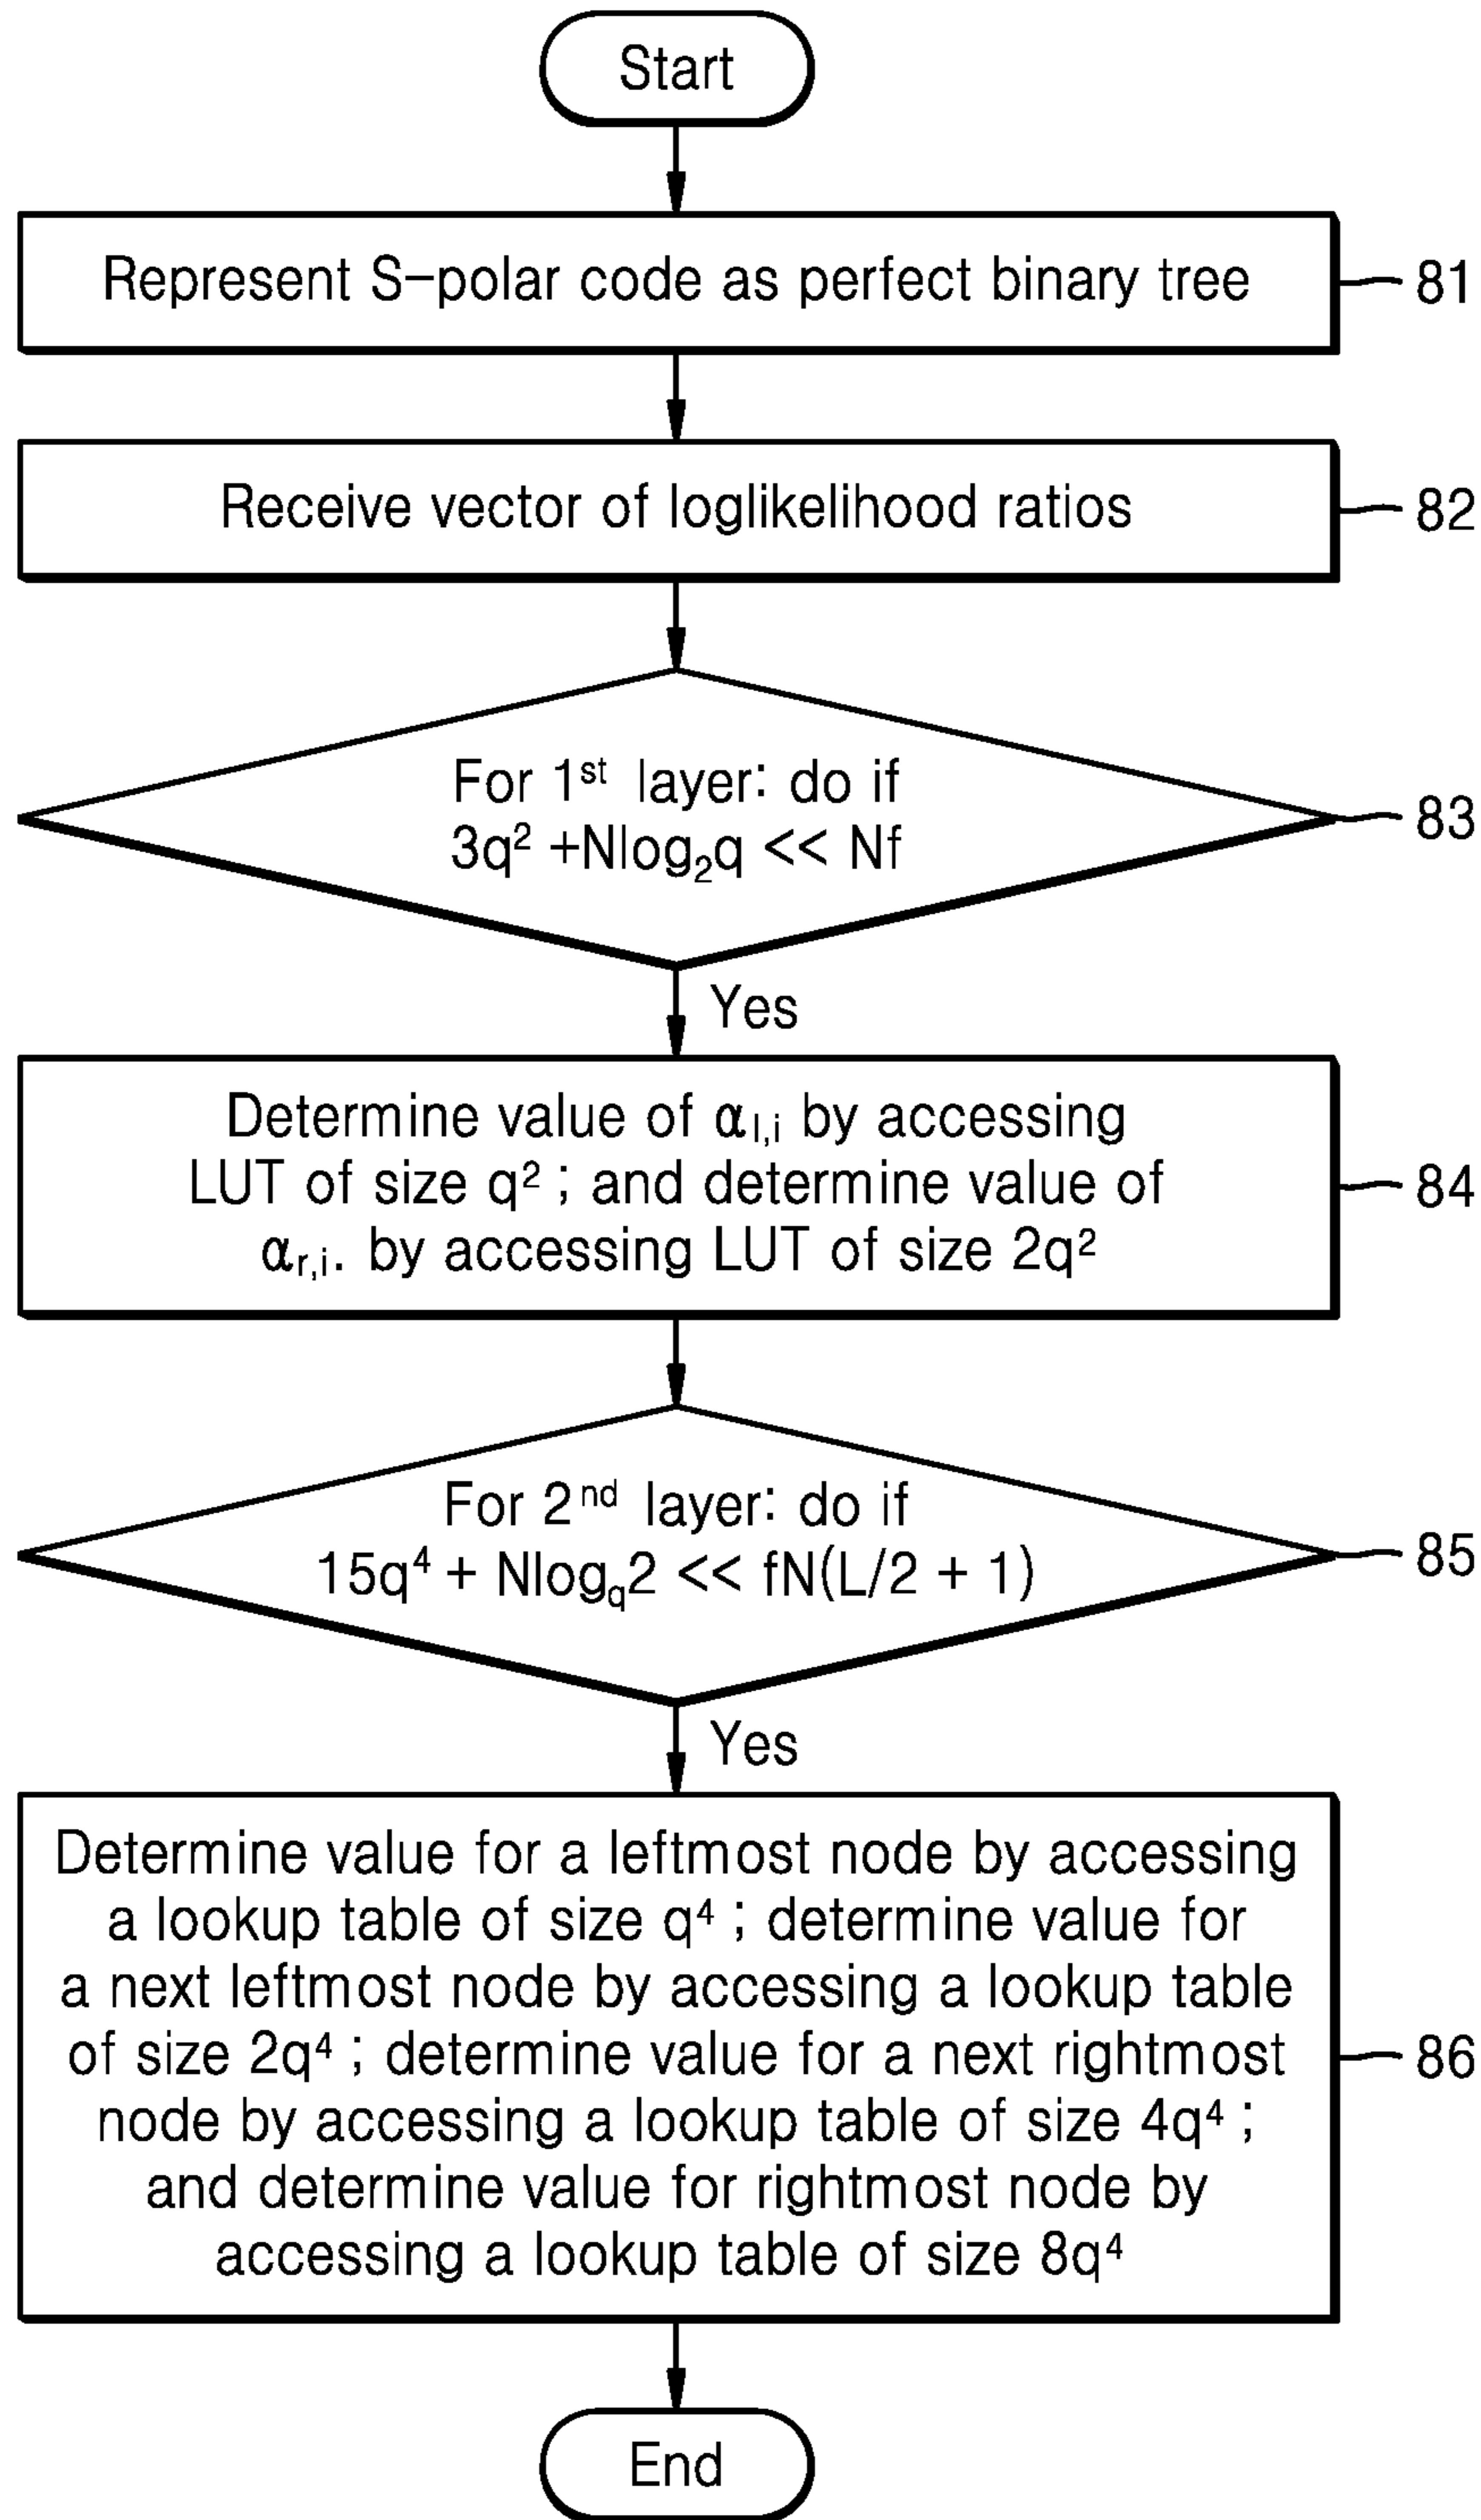 Start
Represent S-polar code as perfect binary tree
81
Receive vector of loglikelihood ratios
82
For 1st layer: do if
3q² +Nlog₂q << Nf
83
Yes
Determine value of α_l,i by accessing
LUT of size q² ; and determine value of
α_r,i. by accessing LUT of size 2q²
84
For 2nd layer: do if
15q⁴ + Nlog_q2 << fN(L/2 + 1)
85
Yes
Determine value for a leftmost node by accessing
a lookup table of size q⁴ ; determine value for
a next leftmost node by accessing a lookup table
of size 2q⁴ ; determine value for a next rightmost
node by accessing a lookup table of size 4q⁴ ;
and determine value for rightmost node by
accessing a lookup table of size 8q⁴
86
End